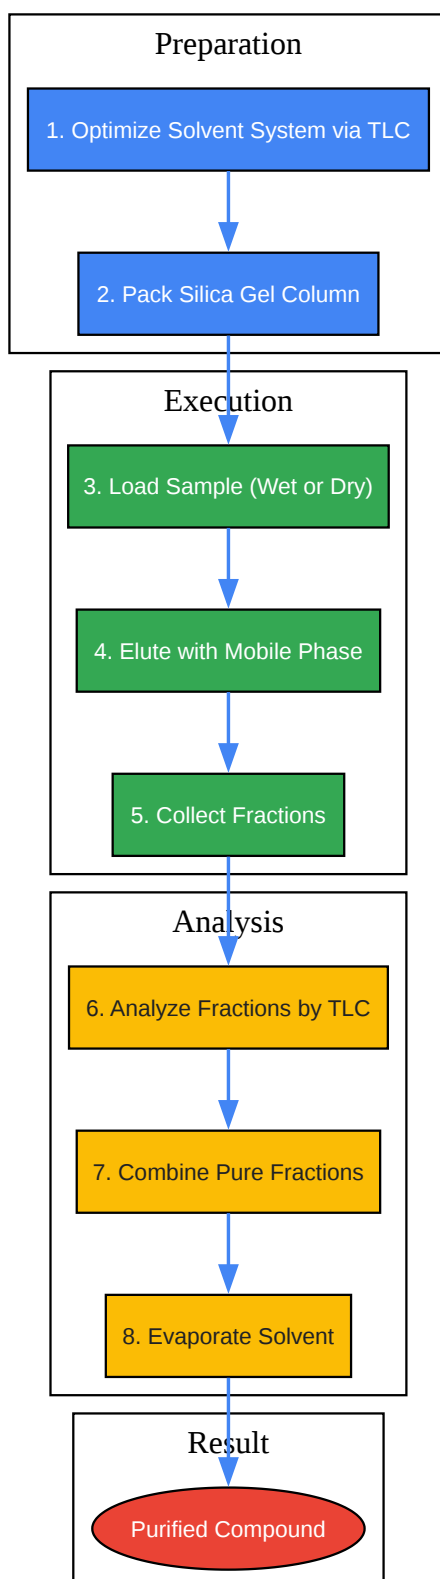 Preparation
1. Optimize Solvent System via TLC
2. Pack Silica Gel Column
Execution
3. Load Sample (Wet or Dry)
4. Elute with Mobile Phase
5. Collect Fractions
Analysis
6. Analyze Fractions by TLC
7. Combine Pure Fractions
8. Evaporate Solvent
Result
Purified Compound